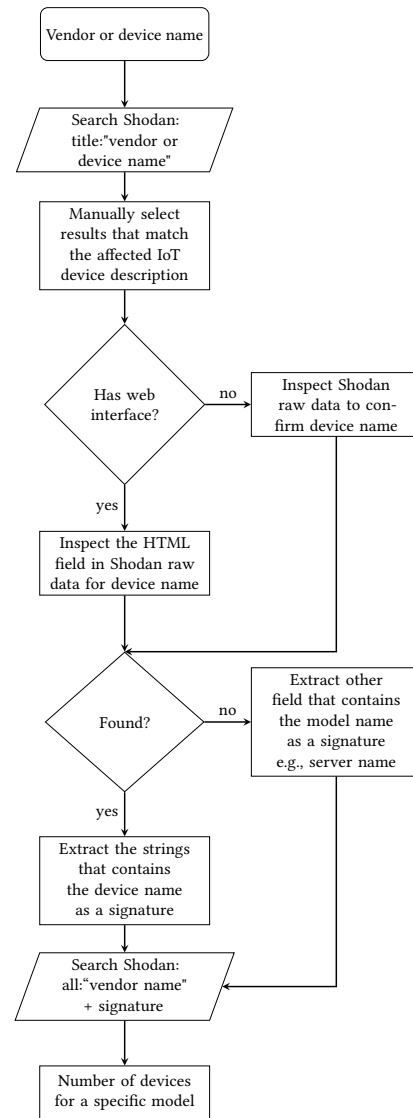 Vendor or device name
Search Shodan:
title:"vendor or
device name"
Manually select
results that match
the affected IoT
device description
Has web
interface?
no
Inspect Shodan
raw data to con-
firm device name
yes
Inspect the HTML
field in Shodan raw
data for device name
Found?
no
Extract other
field that contains
the model name
as a signature
e.g., server name
yes
Extract the strings
that contains
the device name
as a signature
Search Shodan:
all:“vendor name"
+ signature
Number of devices
for a specific model